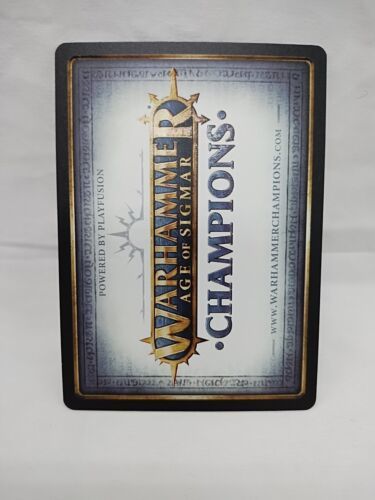 POWERED BY PLAYFUSION
WARHAMMER
AGE OF SIGMAR
•CHAMPIONS•
WWW.WARHAMMERCHAMPIONS.COM